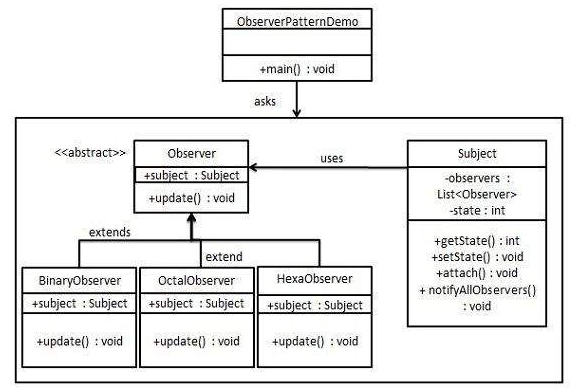 ObserverPatternDemo
+main() : void
asks
<<abstract>>
Observer
+subject : Subject
+update() : void
uses
Subject
-observers :
List<Observer>
-state : int
+getState() : int
+setState() : void
+attach() : void
+ notifyAllObservers()
: void
extends
extend
BinaryObserver
+subject : Subject
+update() : void
OctalObserver
+subject : Subject
+update() : void
HexaObserver
+subject : Subject
+update() : void